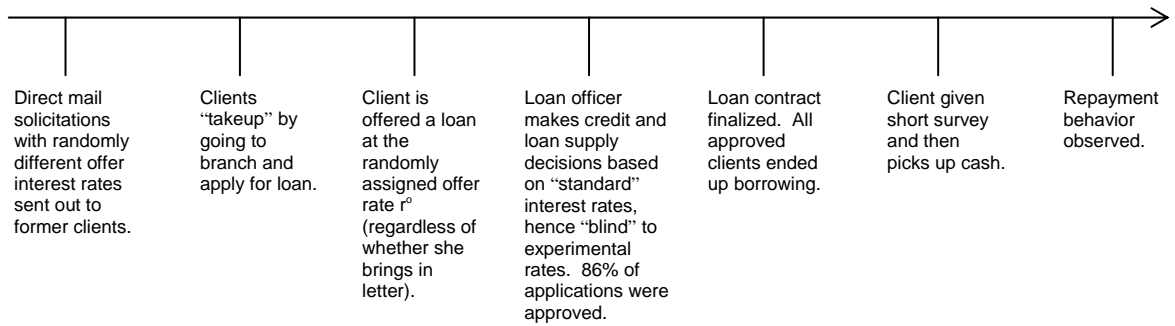 Direct mail
solicitations
with randomly
different offer
interest rates
sent out to
former clients.
Clients
“takeup” by
going to
branch and
apply for loan.
Client is
offered a loan
at the
randomly
assigned offer
rate rᵒ
(regardless of
whether she
brings in
letter).
Loan officer
makes credit and
loan supply
decisions based
on “standard”
interest rates,
hence “blind” to
experimental
rates. 86% of
applications were
approved.
Loan contract
finalized. All
approved
clients ended
up borrowing.
Client given
short survey
and then
picks up cash.
Repayment
behavior
observed.